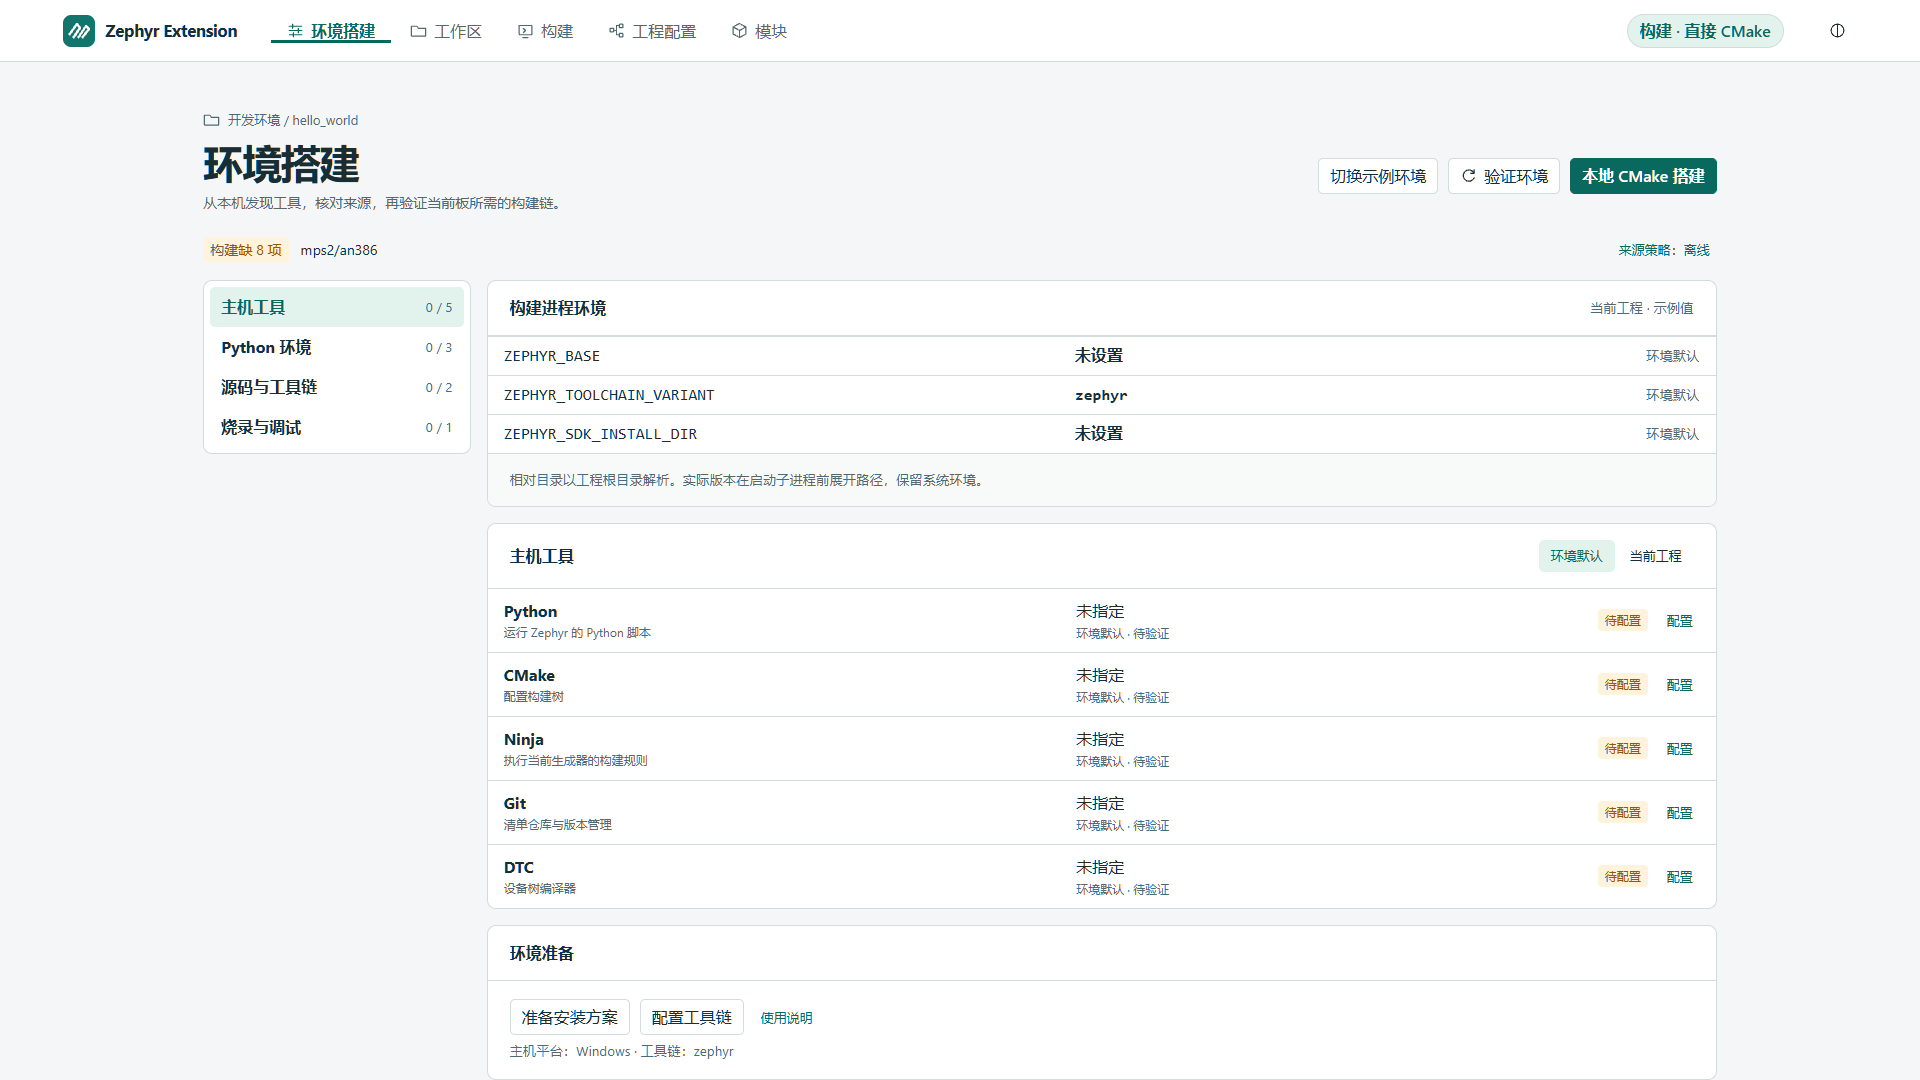 Zephyr Extension
环境搭建
工作区
构建
工程配置
模块
构建 · 直接 CMake
开发环境 / hello_world
环境搭建
从本机发现工具，核对来源，再验证当前板所需的构建链。
切换示例环境
验证环境
本地 CMake 搭建
构建缺 8 项
mps2/an386
来源策略：离线
主机工具 0 / 5
Python 环境 0 / 3
源码与工具链 0 / 2
烧录与调试 0 / 1
构建进程环境
当前工程 · 示例值
ZEPHYR_BASE 未设置 环境默认
ZEPHYR_TOOLCHAIN_VARIANT zephyr 环境默认
ZEPHYR_SDK_INSTALL_DIR 未设置 环境默认
相对目录以工程根目录解析。实际版本在启动子进程前展开路径，保留系统环境。
主机工具
环境默认
当前工程
Python
运行 Zephyr 的 Python 脚本
未指定
环境默认 · 待验证
待配置
配置
CMake
配置构建树
未指定
环境默认 · 待验证
待配置
配置
Ninja
执行当前生成器的构建规则
未指定
环境默认 · 待验证
待配置
配置
Git
清单仓库与版本管理
未指定
环境默认 · 待验证
待配置
配置
DTC
设备树编译器
未指定
环境默认 · 待验证
待配置
配置
环境准备
准备安装方案
配置工具链
使用说明
主机平台：Windows · 工具链：zephyr